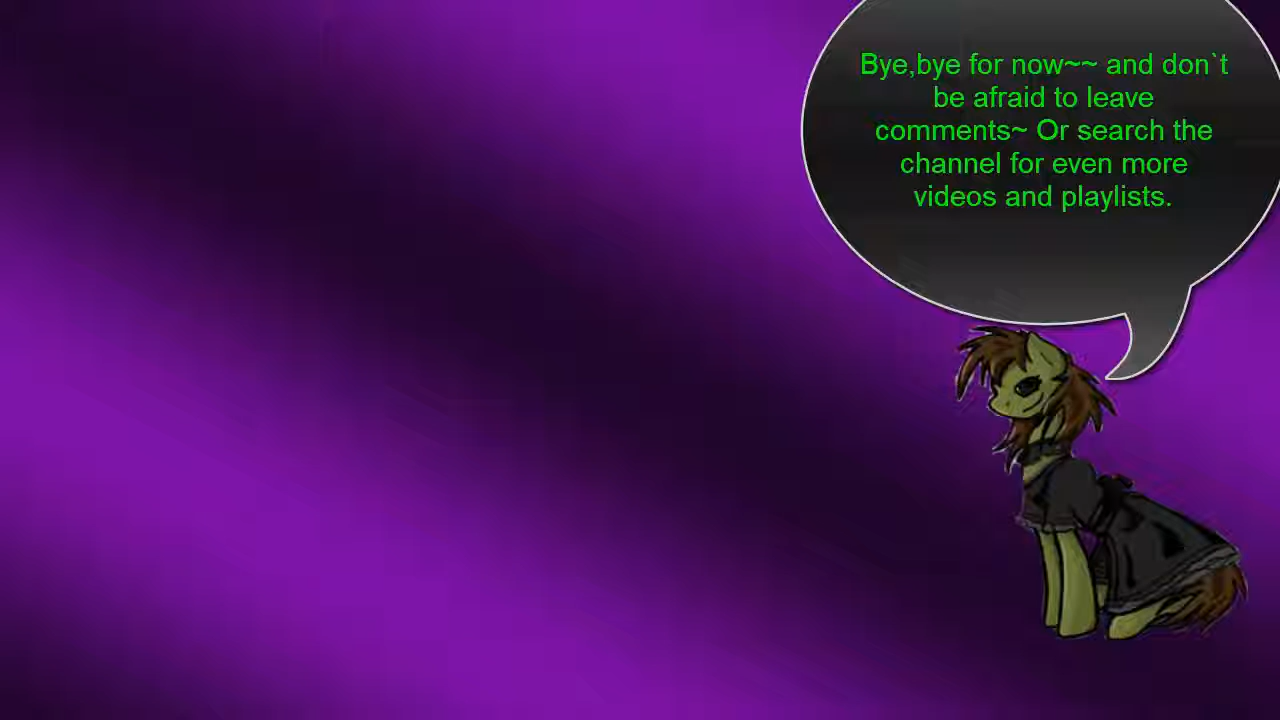 Bye,bye for now~~ and don`t
be afraid to leave
comments~ Or search the
channel for even more
videos and playlists.